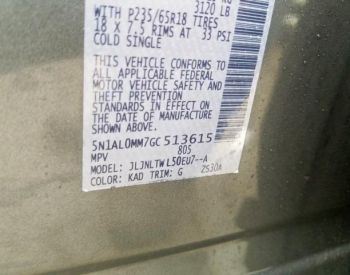 3120 LB
WITH P235/65R18 TIRES
18 X 7.5 RIMS AT 33 PSI
COLD SINGLE
THIS VEHICLE CONFORMS TO
ALL APPLICABLE FEDERAL
MOTOR VEHICLE SAFETY AND
THEFT PREVENTION
STANDARDS IN EFFECT ON
THE DATE OF MANUFACTURE
SHOWN ABOVE.
5N1AL0MM7GC513615
MPV 805
MODEL: JLJNLTWL50EU7--A
COLOR: KAD TRIM: G 2S30A